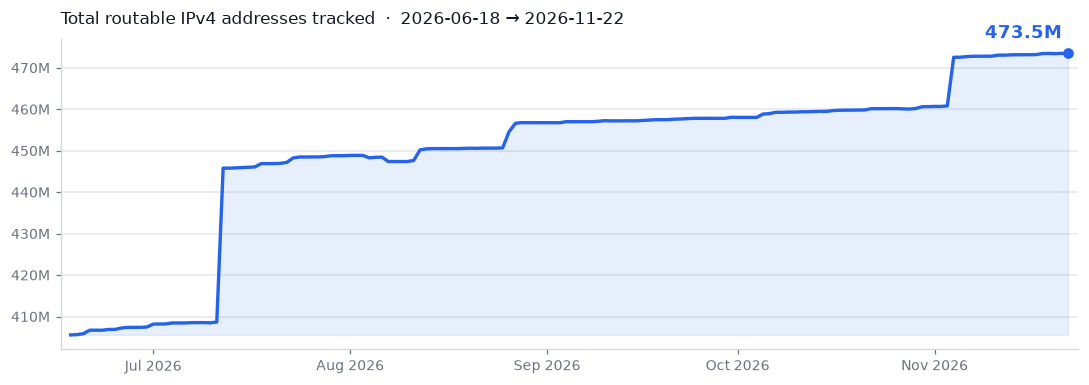 Total routable IPv4 addresses tracked · 2026-06-18 → 2026-11-22
473.5M
470M
460M
450M
440M
430M
420M
410M
Jul 2026
Aug 2026
Sep 2026
Oct 2026
Nov 2026